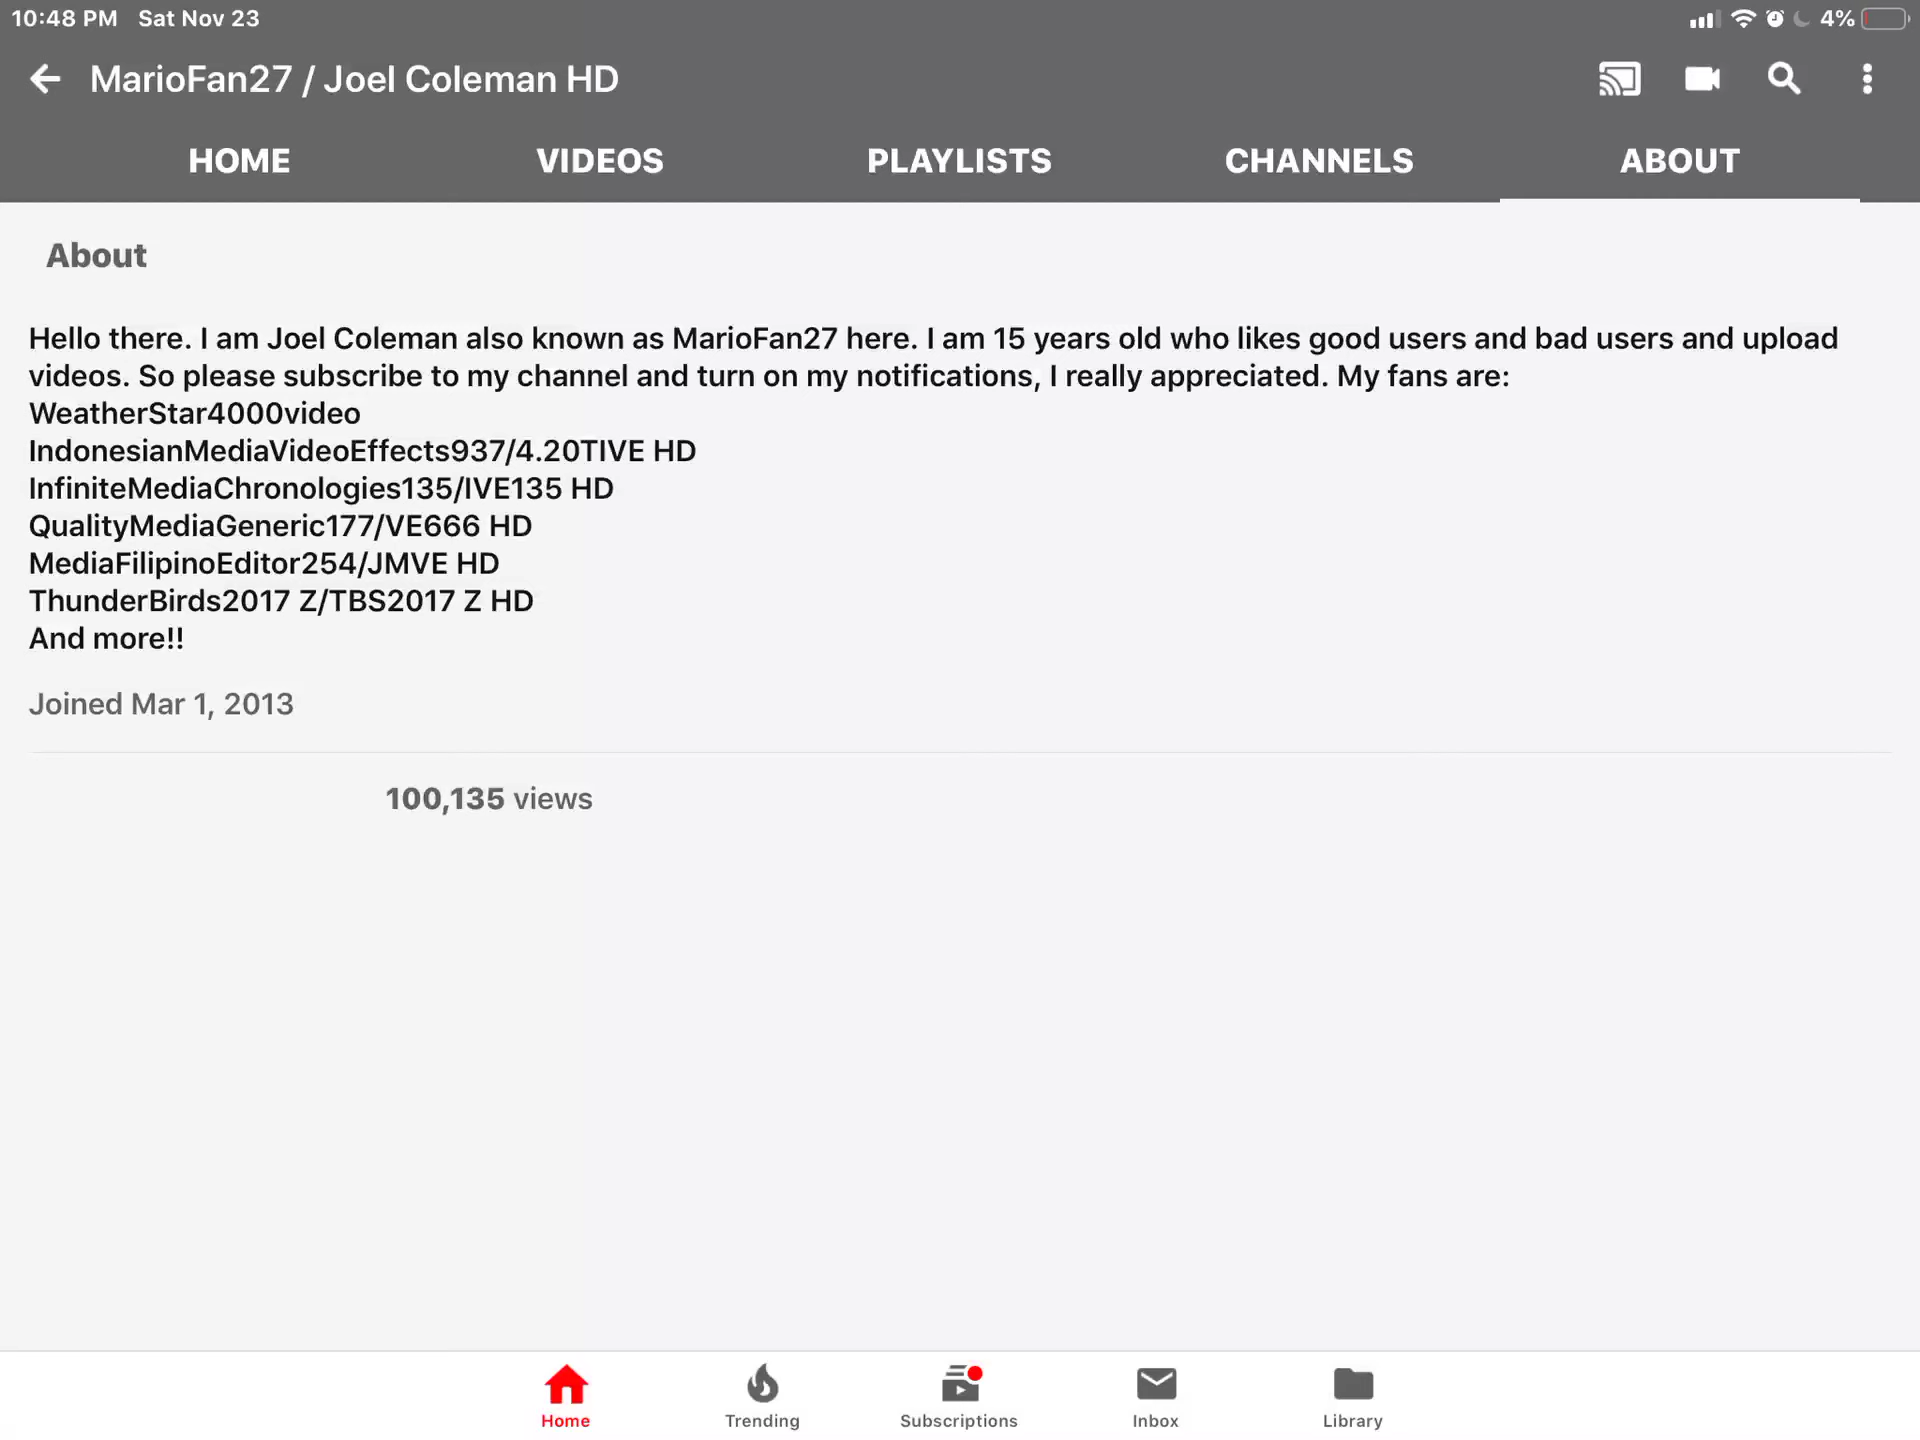 10:48 PM Sat Nov 23 4%
MarioFan27 / Joel Coleman HD
HOME VIDEOS PLAYLISTS CHANNELS ABOUT
About
Hello there. I am Joel Coleman also known as MarioFan27 here. I am 15 years old who likes good users and bad users and upload
videos. So please subscribe to my channel and turn on my notifications, I really appreciated. My fans are:
WeatherStar4000video
IndonesianMediaVideoEffects937/4.20TIVE HD
InfiniteMediaChronologies135/IVE135 HD
QualityMediaGeneric177/VE666 HD
MediaFilipinoEditor254/JMVE HD
ThunderBirds2017 Z/TBS2017 Z HD
And more!!
Joined Mar 1, 2013
100,135 views
Home Trending Subscriptions Inbox Library